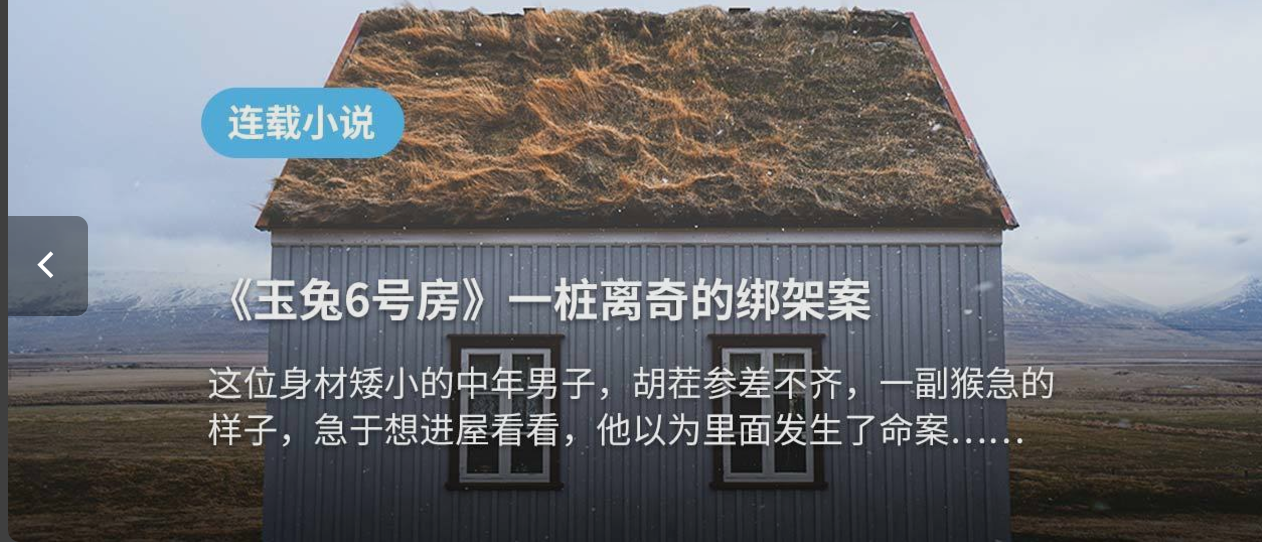 连载小说
《玉兔6号房》一桩离奇的绑架案
这位身材矮小的中年男子，胡茬参差不齐，一副猴急的
样子，急于想进屋看看，他以为里面发生了命案……